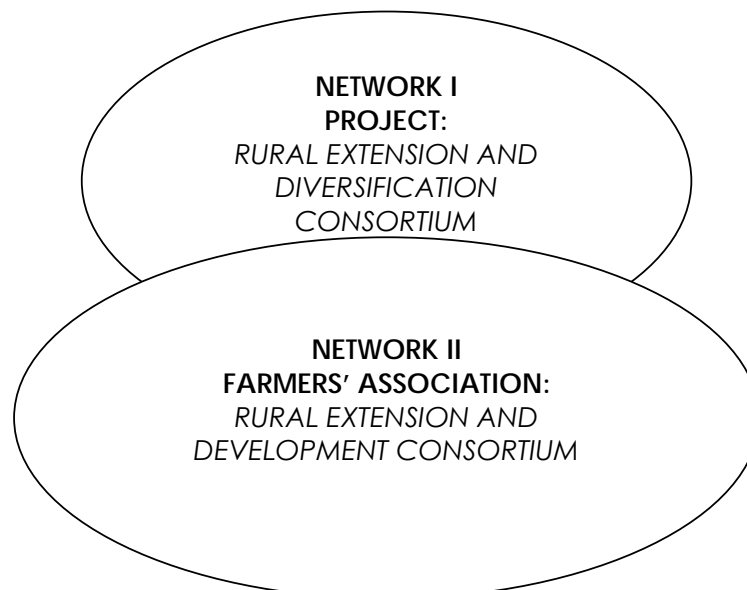 NETWORK I
PROJECT:
RURAL EXTENSION AND
DIVERSIFICATION
CONSORTIUM
NETWORK II
FARMERS’ ASSOCIATION:
RURAL EXTENSION AND
DEVELOPMENT CONSORTIUM